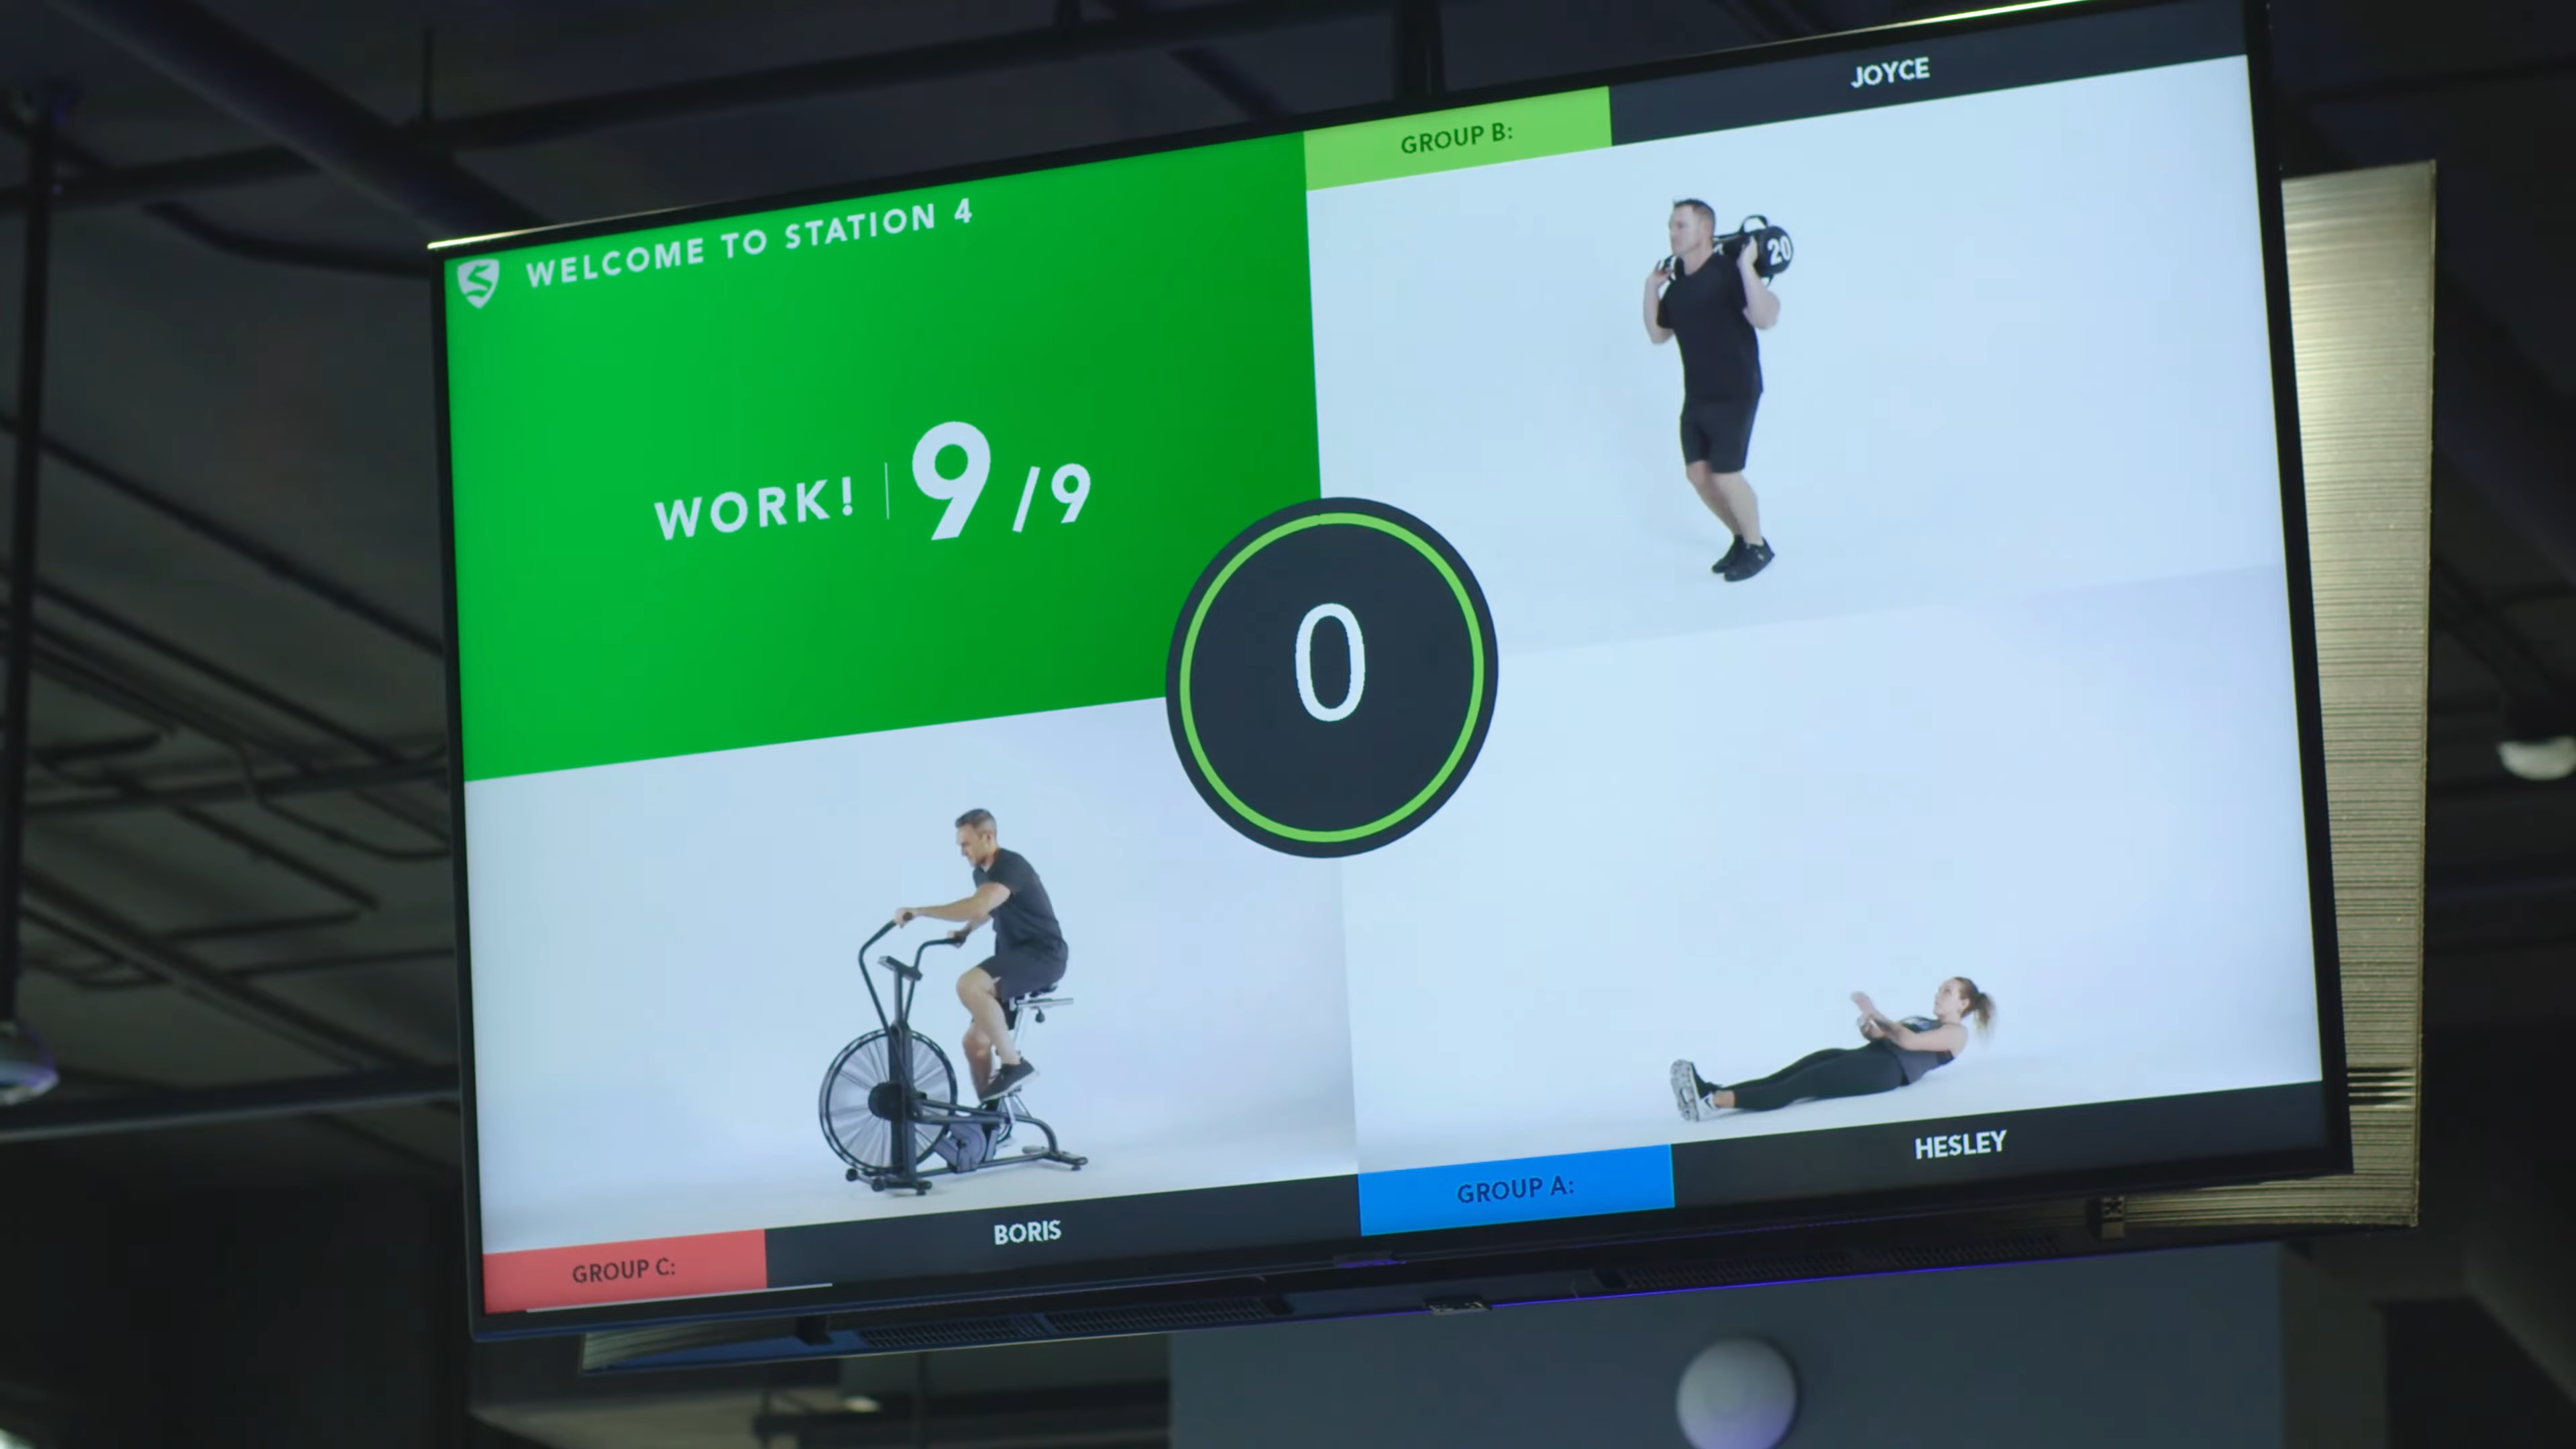 WELCOME TO STATION 4
WORK! 9/9
GROUP B:
JOYCE
20
0
GROUP C:
BORIS
GROUP A:
HESLEY